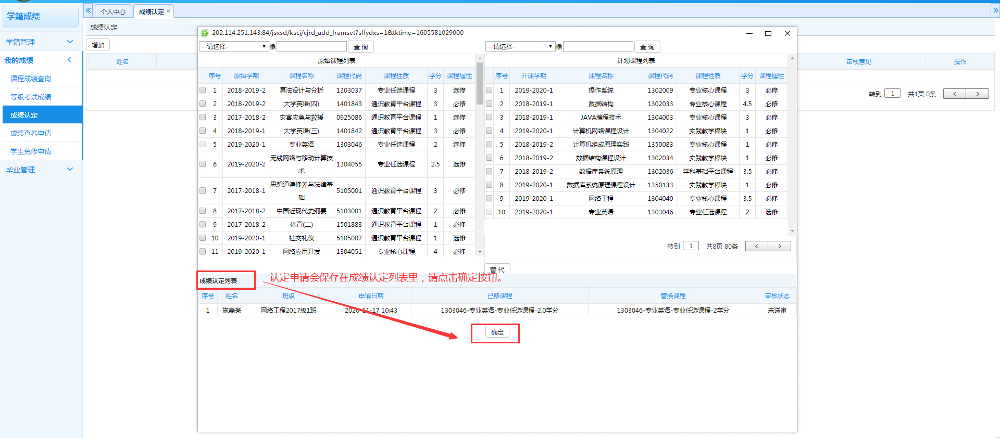 学籍成绩
学籍管理
我的成绩
课程成绩查询
等级考试成绩
成绩认定
成绩查卷申请
学生免修申请
毕业管理
« 个人中心 成绩认定 × »
成绩认定
增加
姓名 审核意见 操作
转到 1 共1页 0条 < >
202.114.251.143:84/jsxsd/kscj/cjrd_add_framset?sffydxs=1&tktime=1605581029000
--请选择- 像 查 询
原始课程列表
序号 原始学期 课程名称 课程代码 课程性质 学分 课程属性
1 2018-2019-2 算法设计与分析 1303037 专业任选课程 3 选修
2 2018-2019-2 大学英语(四) 1401843 通识教育平台课程 3 必修
3 2017-2018-2 灾害应急与救援 0925086 通识教育平台课程 1 选修
4 2018-2019-1 大学英语(三) 1401842 通识教育平台课程 3 必修
5 2019-2020-1 专业英语 1303046 专业任选课程 2 选修
6 2019-2020-2 无线网络与移动计算技术 1304055 专业任选课程 2.5 选修
7 2017-2018-1 思想道德修养与法律基础 5105001 通识教育平台课程 3 必修
8 2017-2018-2 中国近现代史纲要 5103001 通识教育平台课程 2 必修
9 2017-2018-2 体育(二) 1501883 通识教育平台课程 1 必修
10 2019-2020-1 社交礼仪 5105007 通识教育平台课程 1 选修
11 2019-2020-1 网络应用开发 1304051 专业核心课程 4 必修
--请选择- 像 查 询
计划课程列表
序号 开课学期 课程名称 课程代码 课程性质 学分 课程属性
1 2019-2020-1 操作系统 1302009 专业核心课程 3 必修
2 2018-2019-1 数据结构 1302033 专业核心课程 4.5 必修
3 2018-2019-1 JAVA编程技术 1304003 专业核心课程 3 必修
4 2019-2020-1 计算机网络课程设计 1304022 实践教学模块 1 必修
5 2018-2019-2 计算机组成原理实践 1350083 专业核心课程 1 必修
6 2018-2019-2 数据结构课程设计 1302034 实践教学模块 1 必修
7 2018-2019-2 数据库系统原理 1302036 学科基础平台课程 3.5 必修
8 2019-2020-1 数据库系统原理课程设计 1350133 实践教学模块 1 必修
9 2019-2020-1 网络工程 1304040 专业核心课程 3.5 必修
10 2019-2020-1 专业英语 1303046 专业任选课程 2 选修
转到 1 共8页 80条 < >
替 代
认定申请会保存在成绩认定列表里，请点击确定按钮。
成绩认定列表
序号 姓名 班级 申请日期 已修课程 替换课程 审核状态
1 施嘉亮 网络工程2017级1班 2020-11-17 10:43 1303046-专业英语-专业任选课程-2.0学分 1303046-专业英语-专业任选课程-2学分 未送审
确定